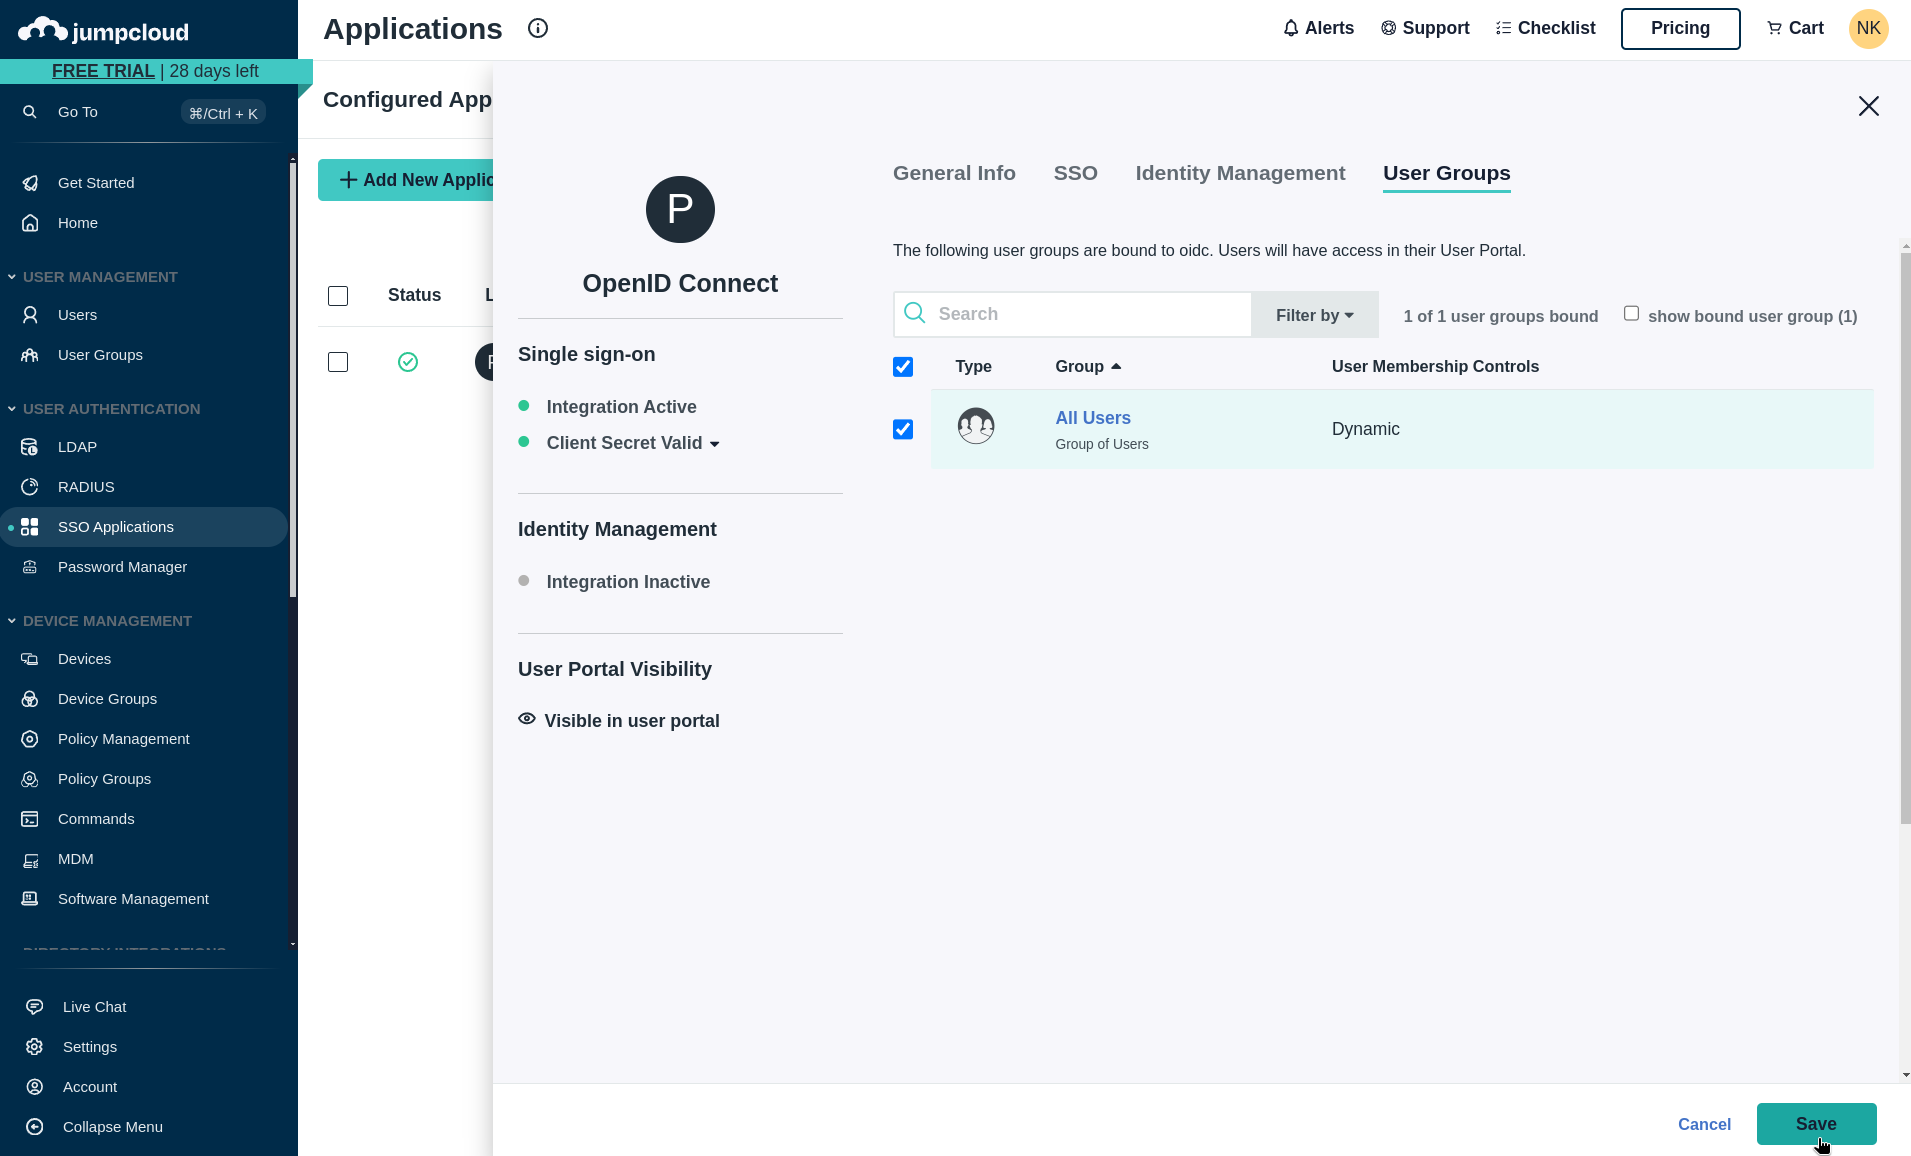 jumpcloud
FREE TRIAL | 28 days left
Go To
⌘/Ctrl + K
Get Started
Home
USER MANAGEMENT
Users
User Groups
USER AUTHENTICATION
LDAP
RADIUS
SSO Applications
Password Manager
DEVICE MANAGEMENT
Devices
Device Groups
Policy Management
Policy Groups
Commands
MDM
Software Management
DIRECTORY INTEGRATIONS
Live Chat
Settings
Account
Collapse Menu
Applications
Alerts
Support
Checklist
Pricing
Cart
NK
Configured App
Add New Applic
Status
L
P
OpenID Connect
Single sign-on
Integration Active
Client Secret Valid
Identity Management
Integration Inactive
User Portal Visibility
Visible in user portal
General Info
SSO
Identity Management
User Groups
The following user groups are bound to oidc. Users will have access in their User Portal.
Search
Filter by
1 of 1 user groups bound
show bound user group (1)
Type
Group
User Membership Controls
All Users
Group of Users
Dynamic
Cancel
Save